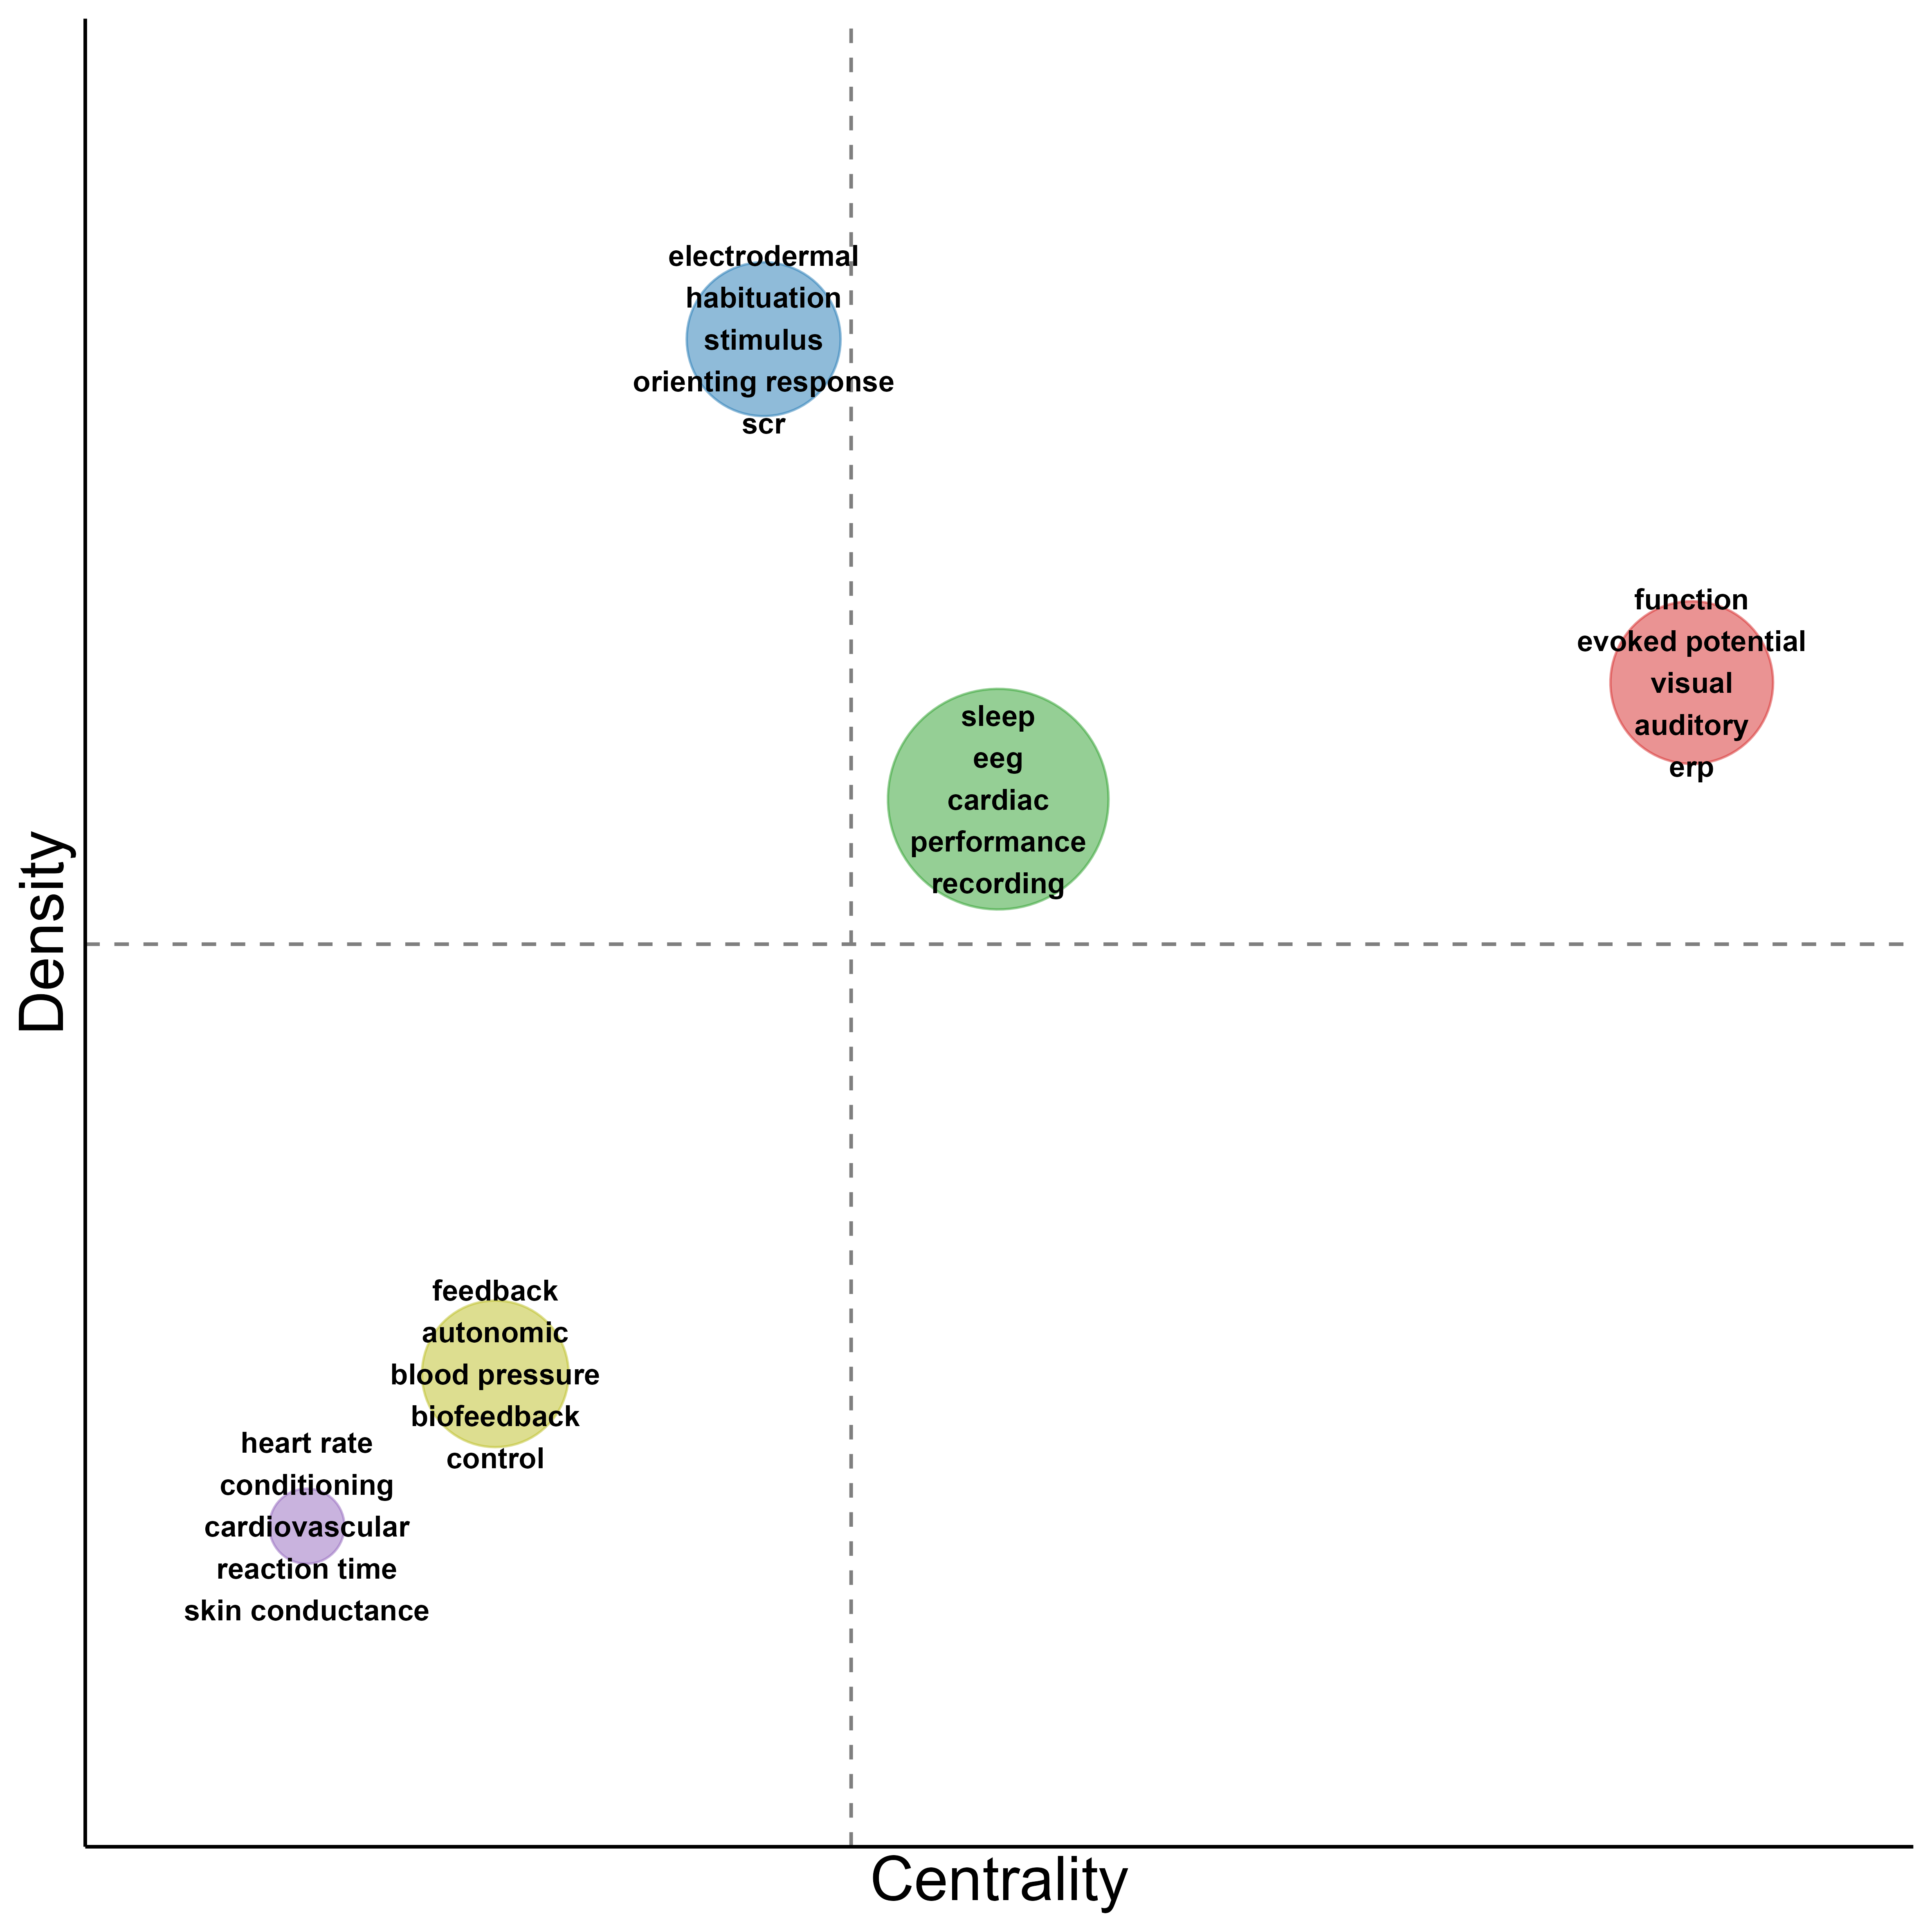 electrodermal
habituation
stimulus
orienting response
scr
function
evoked potential
visual
auditory
erp
sleep
eeg
cardiac
performance
recording
Density
feedback
autonomic
blood pressure
biofeedback
control
heart rate
conditioning
cardiovascular
reaction time
skin conductance
Centrality